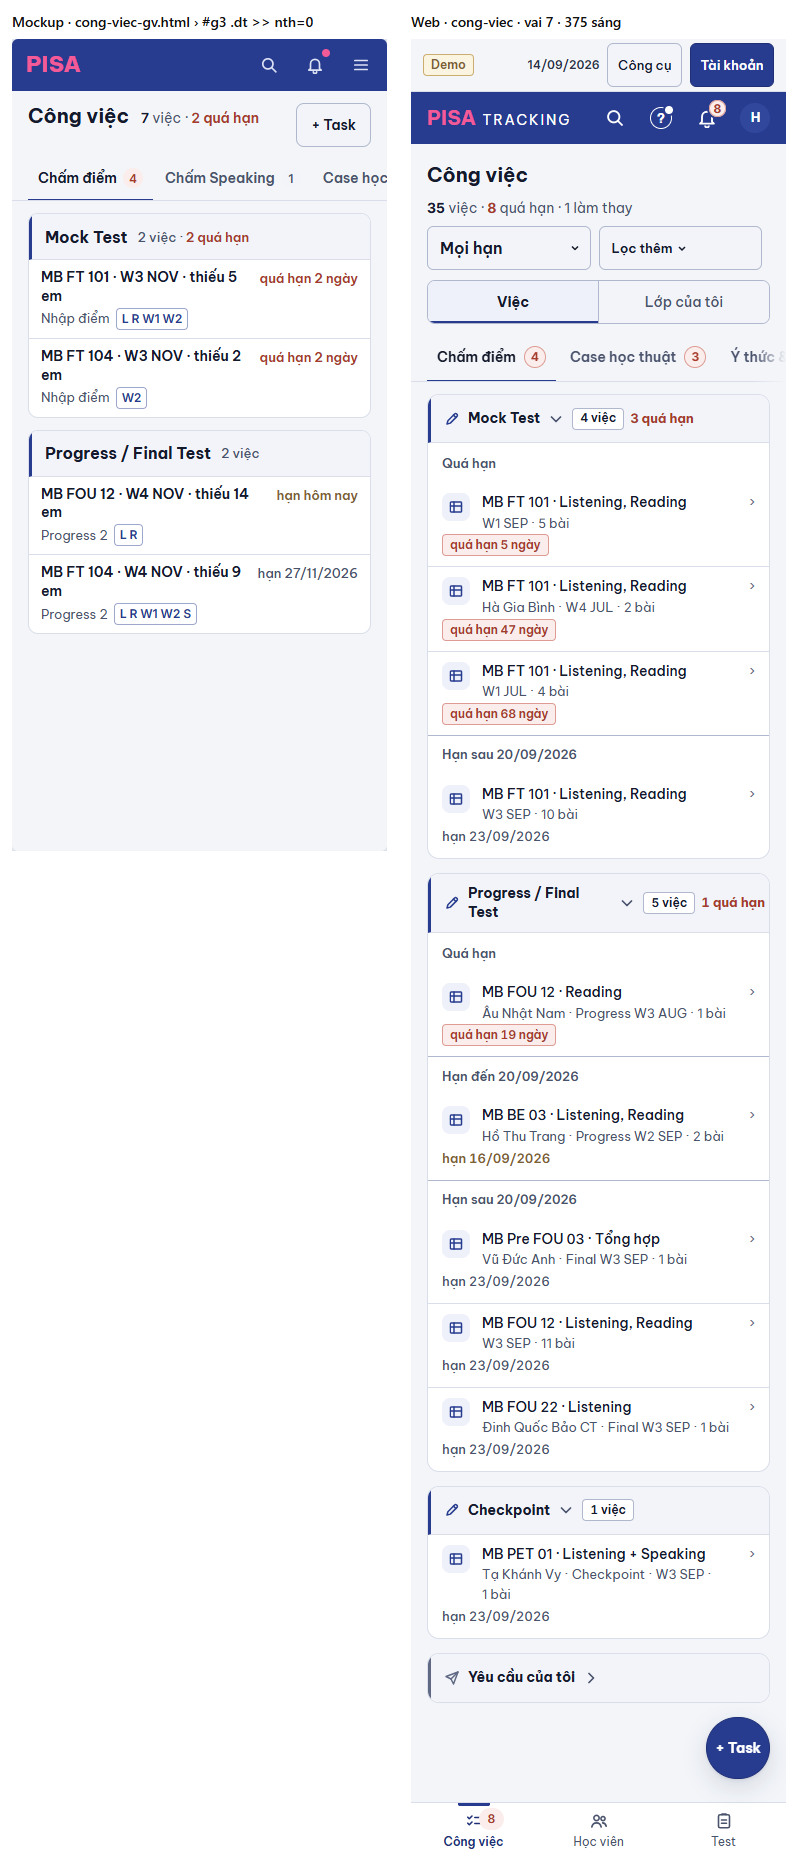 Mockup · cong-viec-gv.html › #g3 .dt >> nth=0
PISA
Công việc 7 việc · 2 quá hạn
+ Task
Chấm điểm 4 Chấm Speaking 1 Case học
Mock Test 2 việc · 2 quá hạn
MB FT 101 · W3 NOV · thiếu 5 em
quá hạn 2 ngày
Nhập điểm L R W1 W2
MB FT 104 · W3 NOV · thiếu 2 em
quá hạn 2 ngày
Nhập điểm W2
Progress / Final Test 2 việc
MB FOU 12 · W4 NOV · thiếu 14 em
hạn hôm nay
Progress 2 L R
MB FT 104 · W4 NOV · thiếu 9 em
hạn 27/11/2026
Progress 2 L R W1 W2 S
Web · cong-viec · vai 7 · 375 sáng
Demo 14/09/2026 Công cụ Tài khoản
PISA TRACKING ? 8 H
Công việc
35 việc · 8 quá hạn · 1 làm thay
Mọi hạn Lọc thêm
Việc Lớp của tôi
Chấm điểm 4 Case học thuật 3 Ý thức &
Mock Test 4 việc 3 quá hạn
Quá hạn
MB FT 101 · Listening, Reading
W1 SEP · 5 bài
quá hạn 5 ngày
MB FT 101 · Listening, Reading
Hà Gia Bình · W4 JUL · 2 bài
quá hạn 47 ngày
MB FT 101 · Listening, Reading
W1 JUL · 4 bài
quá hạn 68 ngày
Hạn sau 20/09/2026
MB FT 101 · Listening, Reading
W3 SEP · 10 bài
hạn 23/09/2026
Progress / Final Test
5 việc 1 quá hạn
Quá hạn
MB FOU 12 · Reading
Âu Nhật Nam · Progress W3 AUG · 1 bài
quá hạn 19 ngày
Hạn đến 20/09/2026
MB BE 03 · Listening, Reading
Hồ Thu Trang · Progress W2 SEP · 2 bài
hạn 16/09/2026
Hạn sau 20/09/2026
MB Pre FOU 03 · Tổng hợp
Vũ Đức Anh · Final W3 SEP · 1 bài
hạn 23/09/2026
MB FOU 12 · Listening, Reading
W3 SEP · 11 bài
hạn 23/09/2026
MB FOU 22 · Listening
Đinh Quốc Bảo CT · Final W3 SEP · 1 bài
hạn 23/09/2026
Checkpoint 1 việc
MB PET 01 · Listening + Speaking
Tạ Khánh Vy · Checkpoint · W3 SEP ·
1 bài
hạn 23/09/2026
Yêu cầu của tôi
+ Task
8
Công việc Học viên Test